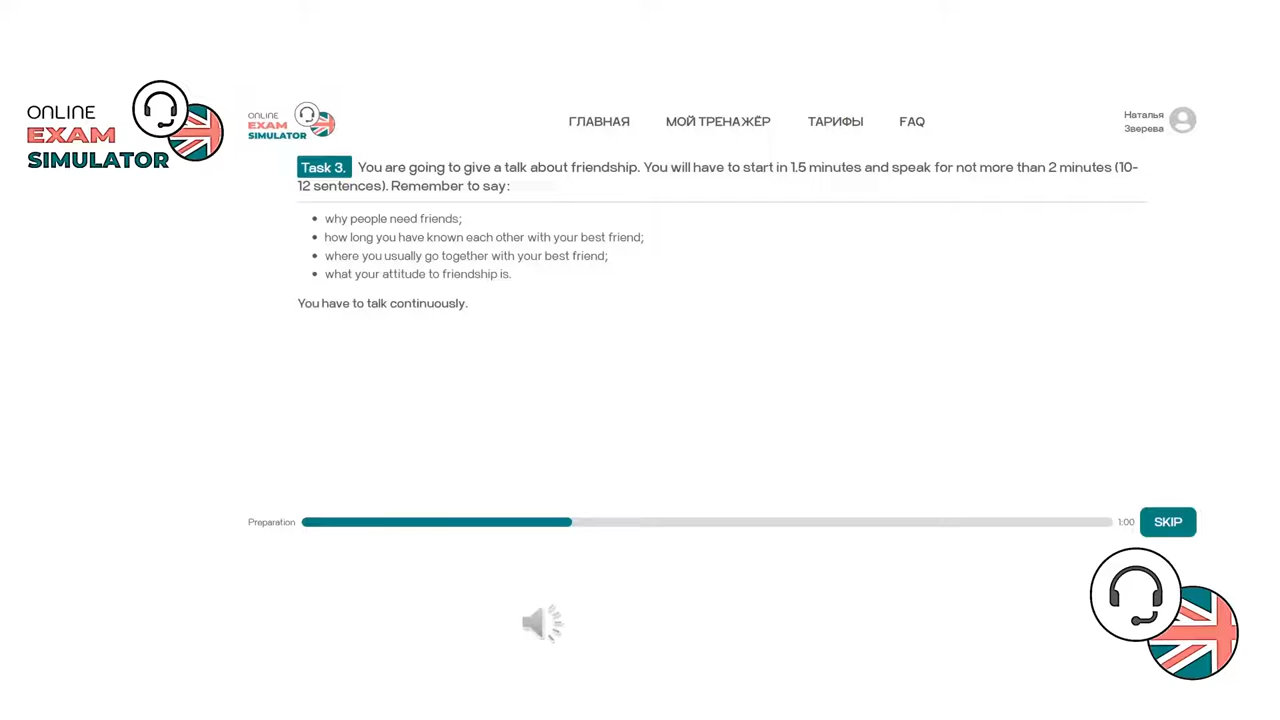 ONLINE
EXAM
SIMULATOR
ONLINE
EXAM
SIMULATOR
ГЛАВНАЯ МОЙ ТРЕНАЖЁР ТАРИФЫ FAQ
Наталья
Зверева
Task 3. You are going to give a talk about friendship. You will have to start in 1.5 minutes and speak for not more than 2 minutes (10-
12 sentences). Remember to say:
• why people need friends;
• how long you have known each other with your best friend;
• where you usually go together with your best friend;
• what your attitude to friendship is.
You have to talk continuously.
Preparation 1:00 SKIP